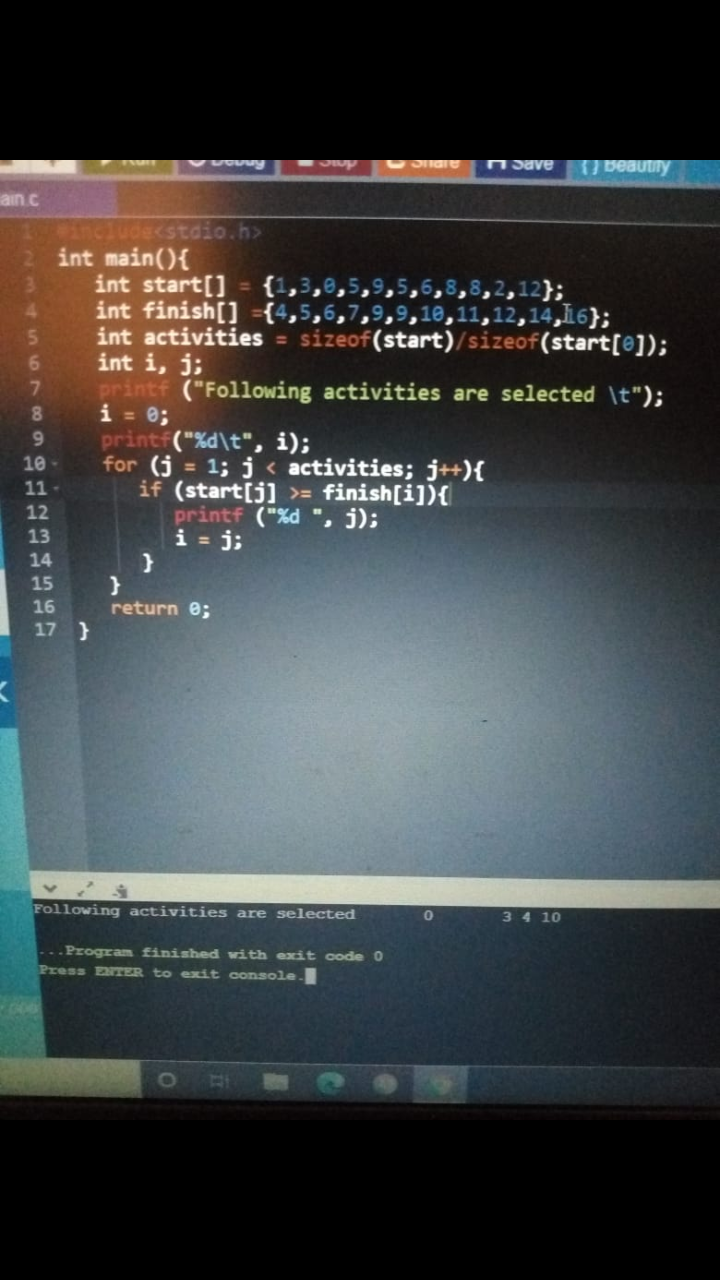 Run Debug Stop Share Save {} Beautify
ain.c
1 #include<stdio.h>
2 int main(){
3 int start[] = {1,3,0,5,9,5,6,8,8,2,12};
4 int finish[] ={4,5,6,7,9,9,10,11,12,14,16};
5 int activities = sizeof(start)/sizeof(start[0]);
6 int i, j;
7 printf ("Following activities are selected \t");
8 i = 0;
9 printf("%d\t", i);
10 for (j = 1; j < activities; j++){
11 if (start[j] >= finish[i]){
12 printf ("%d ", j);
13 i = j;
14 }
15 }
16 return 0;
17 }
Following activities are selected 0 3 4 10
...Program finished with exit code 0
Press ENTER to exit console.